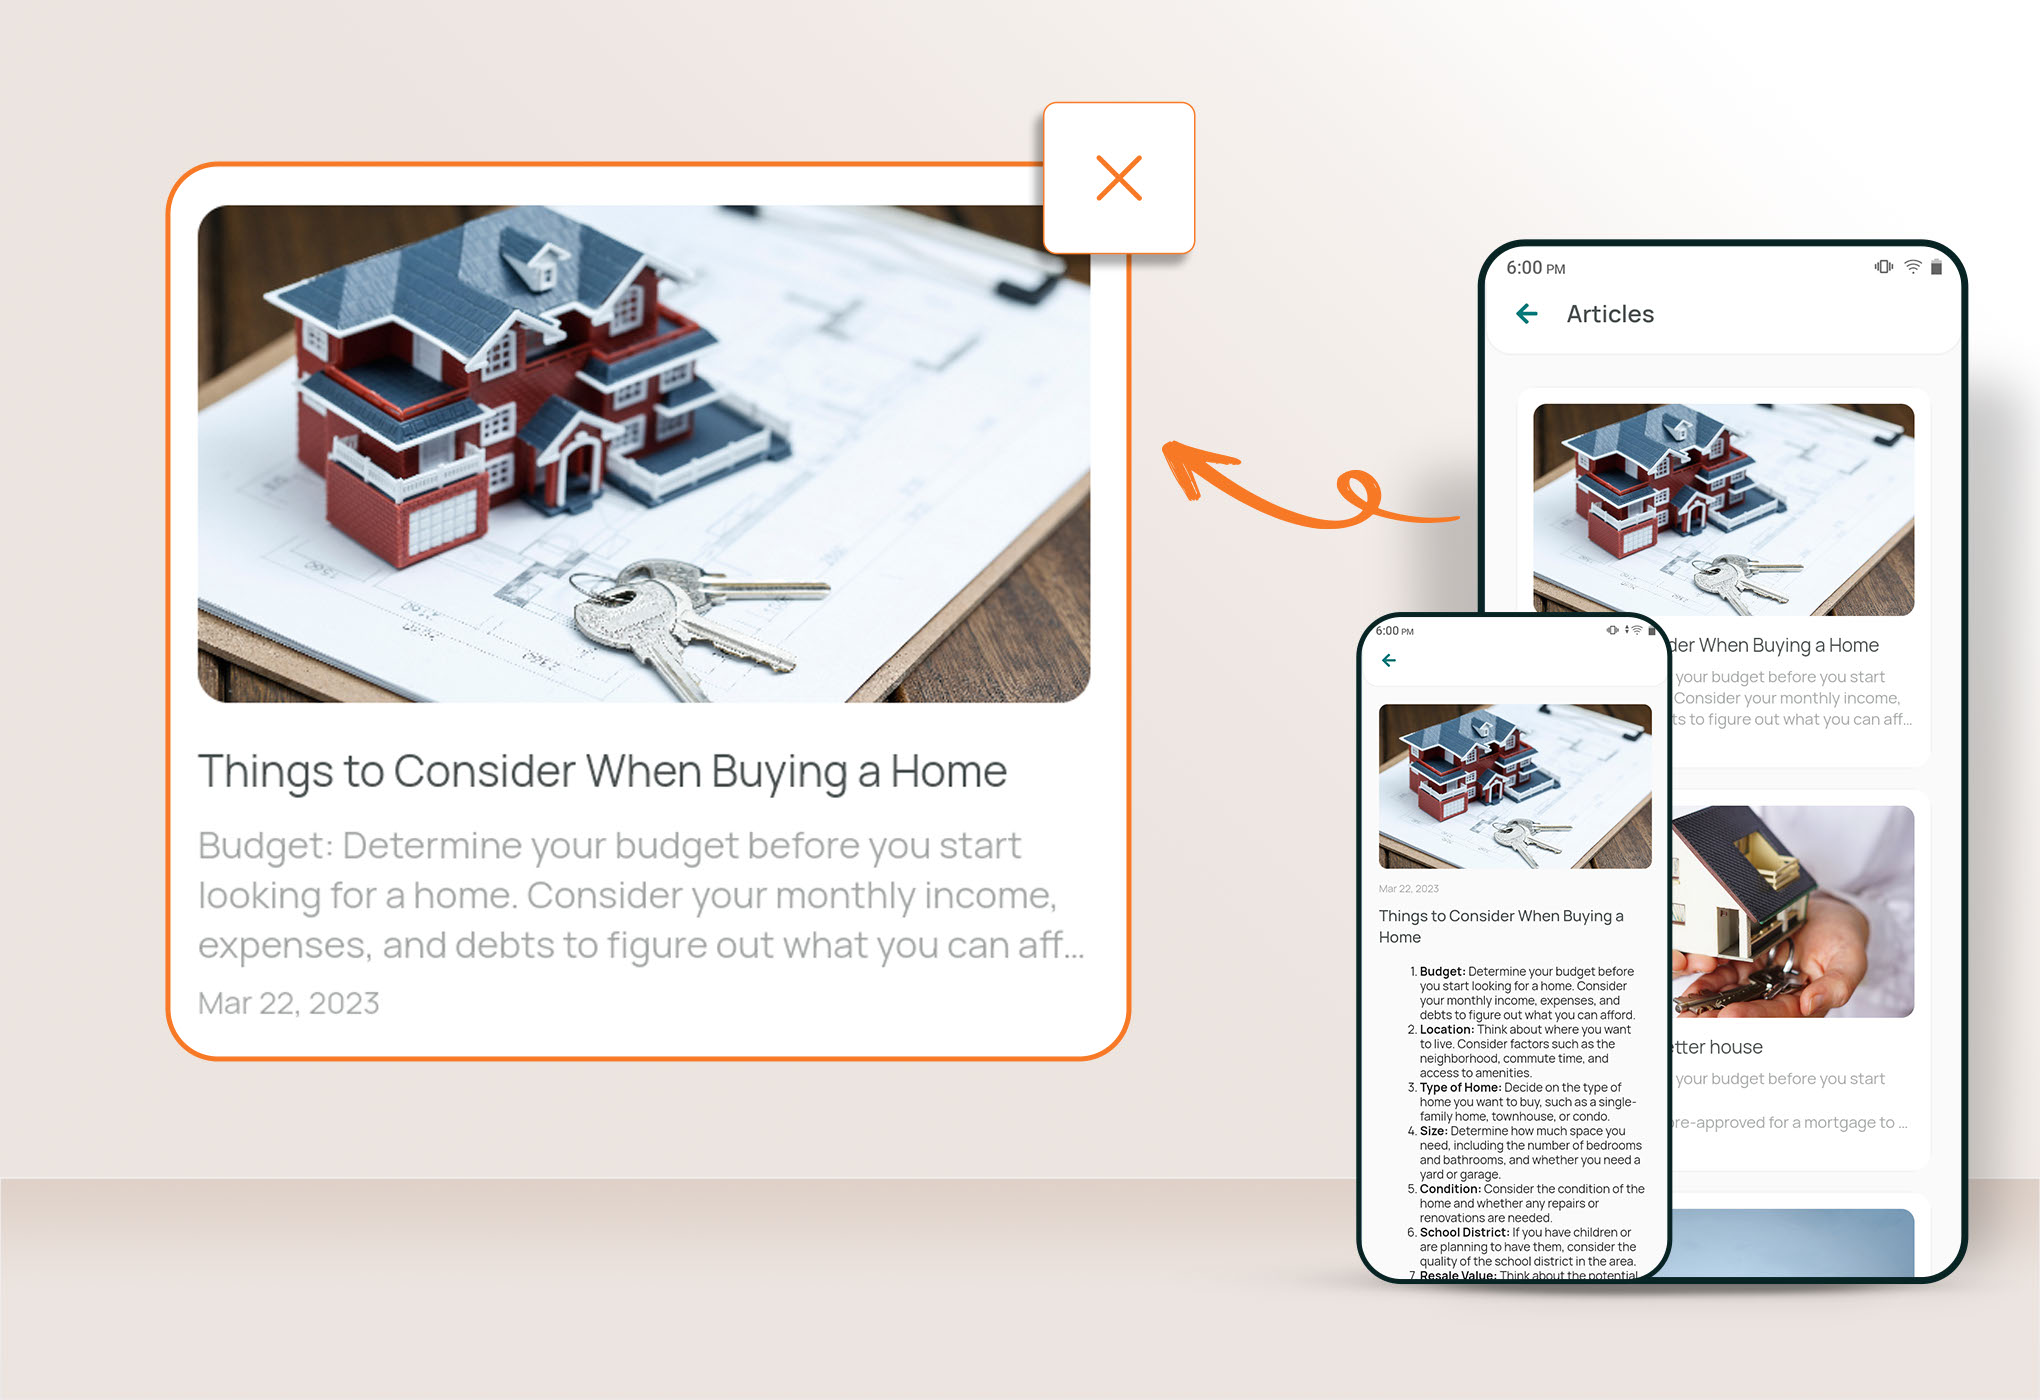 Things to Consider When Buying a Home
Budget: Determine your budget before you start
looking for a home. Consider your monthly income,
expenses, and debts to figure out what you can aff...
Mar 22, 2023
6:00 PM
Articles
der When Buying a Home
your budget before you start
Consider your monthly income,
ts to figure out what you can aff...
tter house
your budget before you start
re-approved for a mortgage to ...
6:00 PM
Mar 22, 2023
Things to Consider When Buying a
Home
1. Budget: Determine your budget before
you start looking for a home. Consider
your monthly income, expenses, and
debts to figure out what you can afford.
2. Location: Think about where you want
to live. Consider factors such as the
neighborhood, commute time, and
access to amenities.
3. Type of Home: Decide on the type of
home you want to buy, such as a single-
family home, townhouse, or condo.
4. Size: Determine how much space you
need, including the number of bedrooms
and bathrooms, and whether you need a
yard or garage.
5. Condition: Consider the condition of the
home and whether any repairs or
renovations are needed.
6. School District: If you have children or
are planning to have them, consider the
quality of the school district in the area.
7. Resale Value: Think about the potential